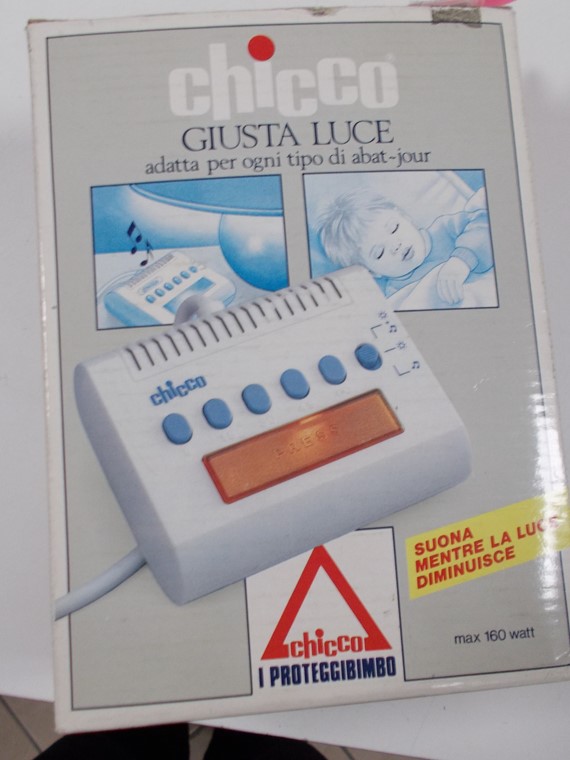 chicco
GIUSTA LUCE
adatta per ogni tipo di abat-jour
chicco
PRESS
SUONA
MENTRE LA LUCE
DIMINUISCE
chicco
I PROTEGGIBIMBO
max 160 watt